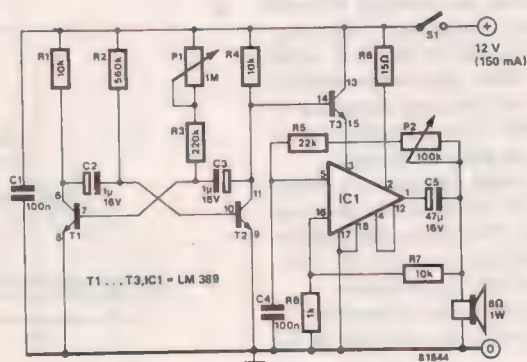 S1
12 V
(150 mA)
R1
10k
R2
560k
P1
1M
R4
10k
R6
15Ω
13
14
T3
15
R3
220k
R5
22k
P2
100k
C1
100n
C2
1µ
16V
C3
1µ
16V
6
7
T1
8
11
10
T2
9
3
5
IC1
2
1
16
4
12
17
18
C5
47µ
16V
T1 ... T3, IC1 = LM 389
C4
100n
R8
1k
R7
10k
8Ω
1W
0
81544